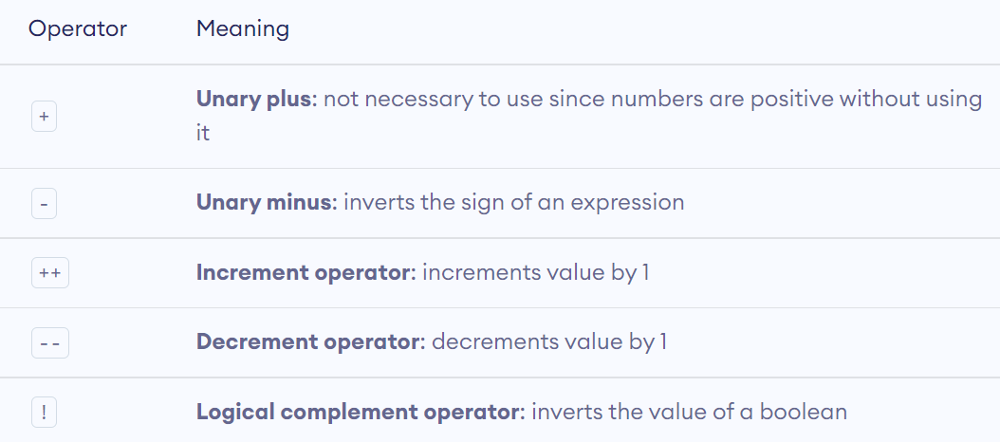 Operator Meaning
+ Unary plus: not necessary to use since numbers are positive without using
it
- Unary minus: inverts the sign of an expression
++ Increment operator: increments value by 1
-- Decrement operator: decrements value by 1
! Logical complement operator: inverts the value of a boolean